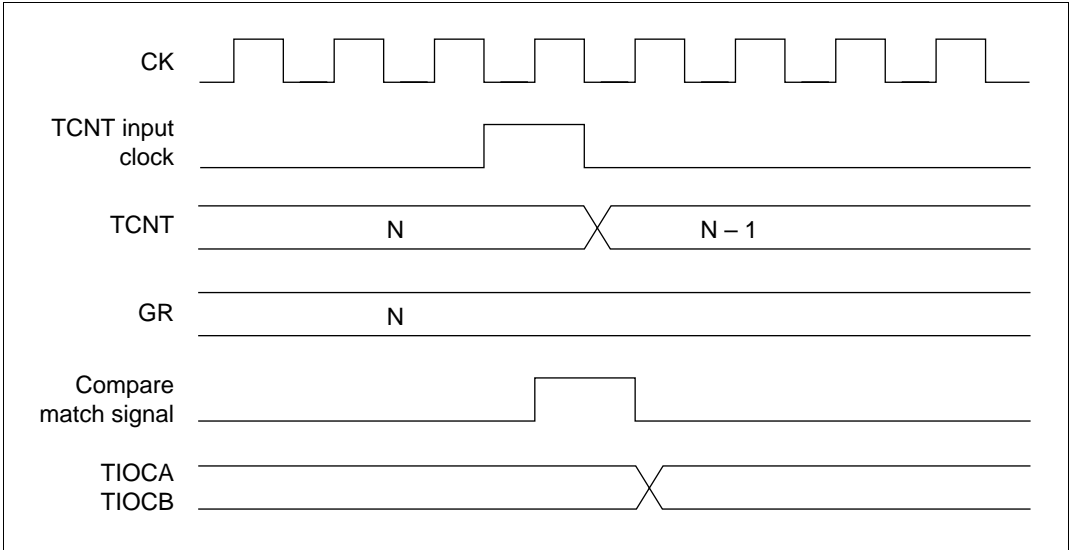 CK
TCNT input
clock
TCNT
N
N – 1
GR
N
Compare
match signal
TIOCA
TIOCB